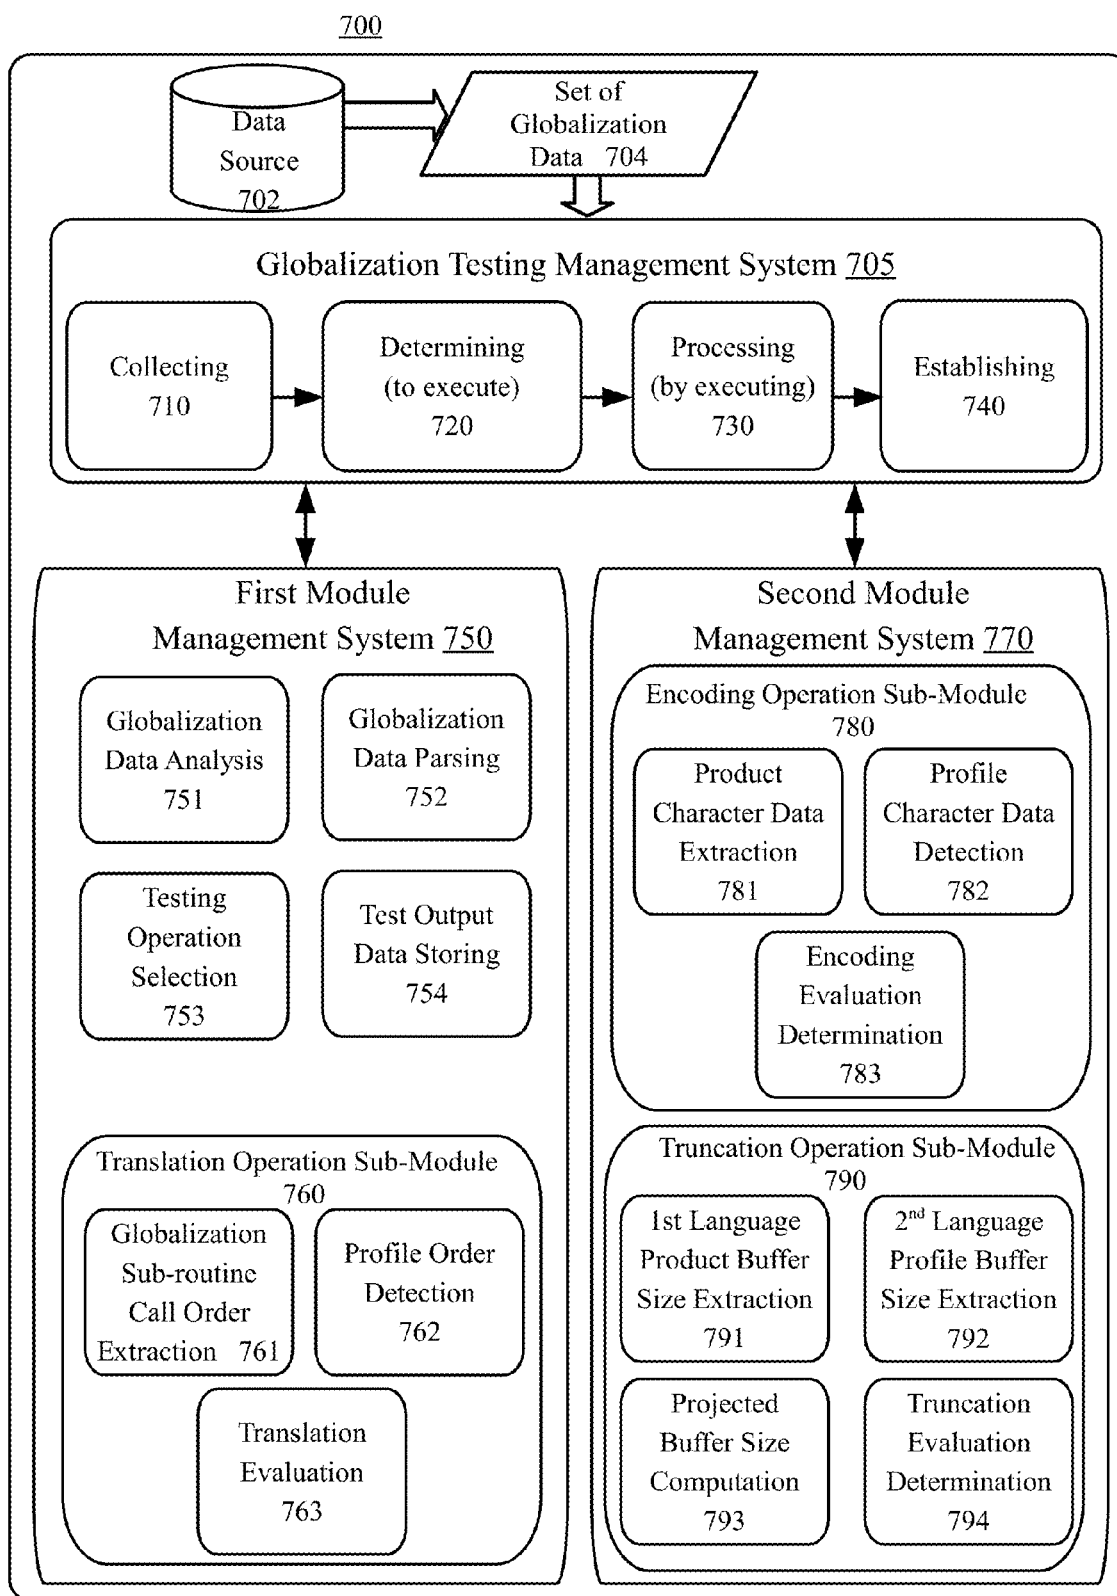 700
Data
Source
702
Set of
Globalization
Data 704
Globalization Testing Management System 705
Collecting
710
Determining
(to execute)
720
Processing
(by executing)
730
Establishing
740
First Module
Management System 750
Globalization
Data Analysis
751
Globalization
Data Parsing
752
Testing
Operation
Selection
753
Test Output
Data Storing
754
Translation Operation Sub-Module
760
Globalization
Sub-routine
Call Order
Extraction 761
Profile Order
Detection
762
Translation
Evaluation
763
Second Module
Management System 770
Encoding Operation Sub-Module
780
Product
Character Data
Extraction
781
Profile
Character Data
Detection
782
Encoding
Evaluation
Determination
783
Truncation Operation Sub-Module
790
1st Language
Product Buffer
Size Extraction
791
2nd Language
Profile Buffer
Size Extraction
792
Projected
Buffer Size
Computation
793
Truncation
Evaluation
Determination
794